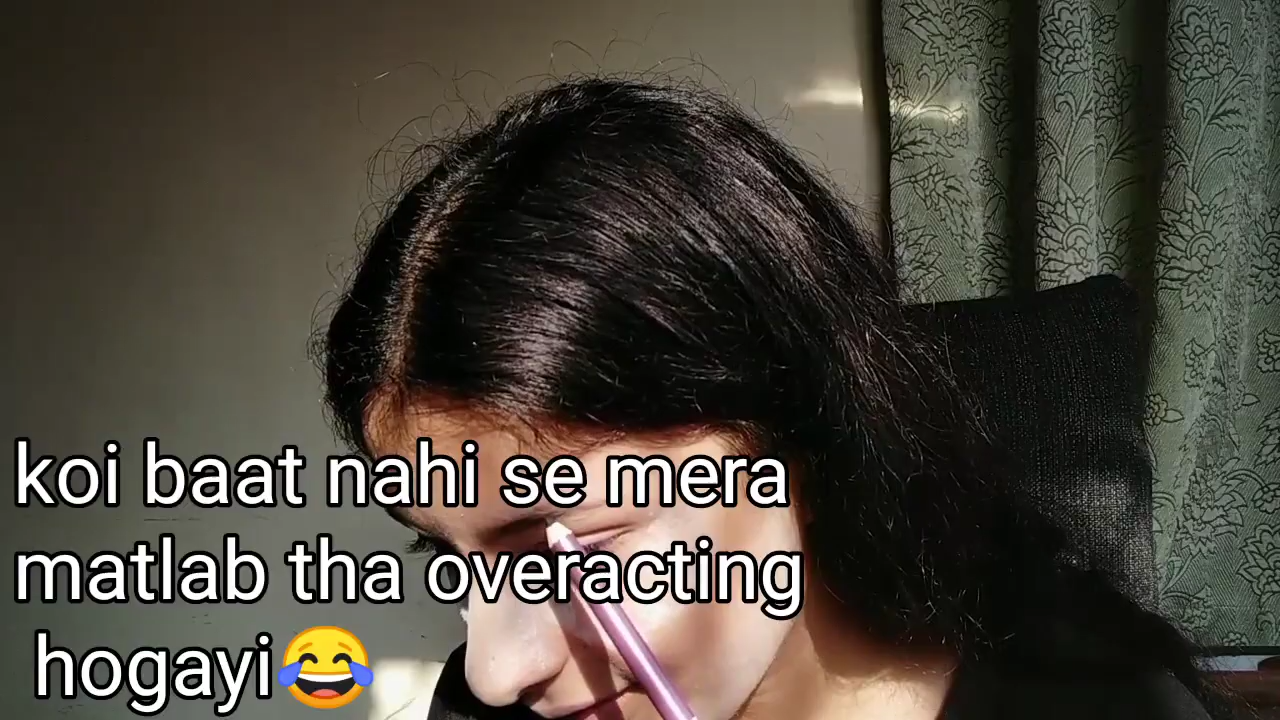 koi baat nahi se mera
matlab tha overacting
hogayi😂